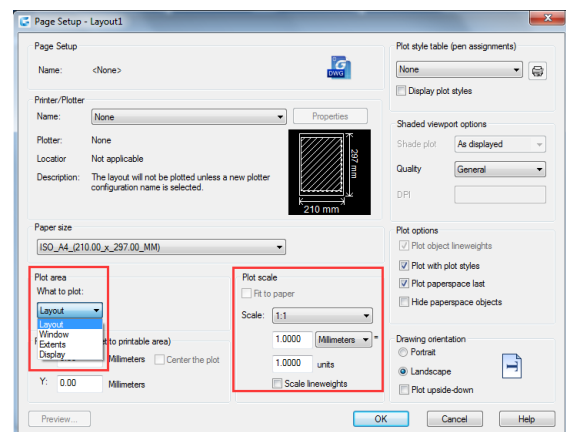 Page Setup - Layout1
Page Setup
Name: <None>
DWG
Printer/Plotter
Name: None Properties
Plotter: None
Locatior Not applicable
Description: The layout will not be plotted unless a new plotter
configuration name is selected.
297 mm
210 mm
Paper size
ISO_A4_(210.00_x_297.00_MM)
Plot area
What to plot:
Layout
Layout
Window
Extents
Display
to printable area)
Millimeters Center the plot
Y: 0.00 Millimeters
Plot scale
Fit to paper
Scale: 1:1
1.0000 Millimeters =
1.0000 units
Scale lineweights
Plot style table (pen assignments)
None
Display plot styles
Shaded viewport options
Shade plot As displayed
Quality General
DPI
Plot options
Plot object lineweights
Plot with plot styles
Plot paperspace last
Hide paperspace objects
Drawing orientation
Portrait
Landscape
Plot upside-down
Preview... OK Cancel Help